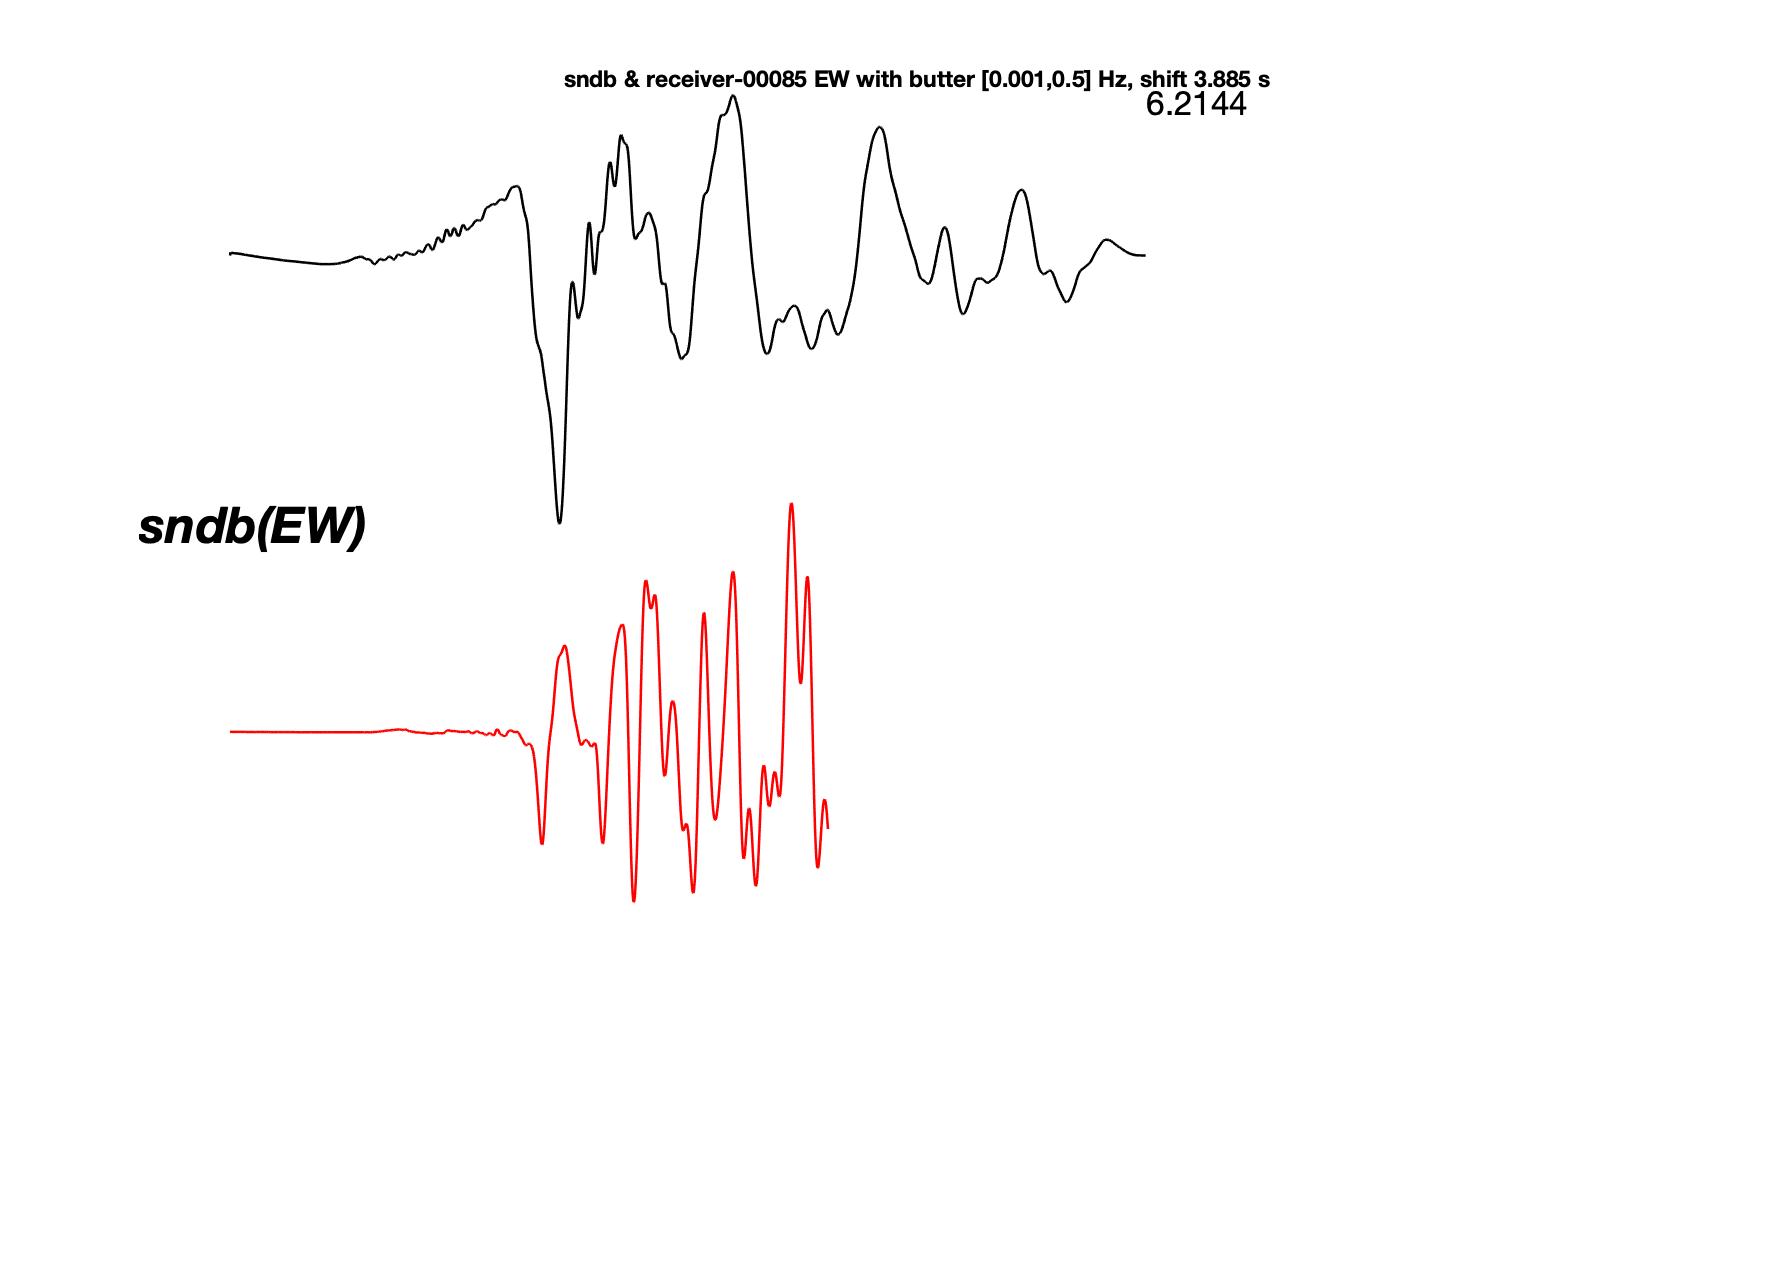 sndb & receiver-00085 EW with butter [0.001,0.5] Hz, shift 3.885 s
6.2144
sndb(EW)